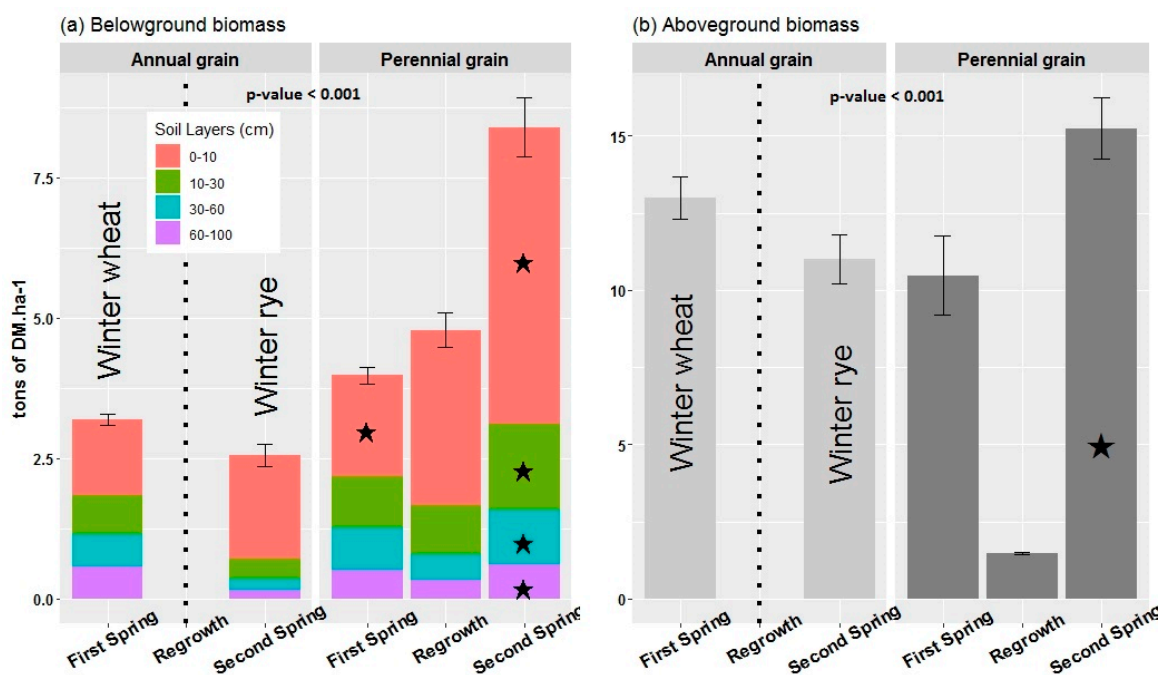 (a) Belowground biomass
Annual grain
Perennial grain
p-value < 0.001
Soil Layers (cm)
0-10
10-30
30-60
60-100
Winter wheat
Winter rye
tons of DM.ha-1
7.5
5.0
2.5
0.0
First Spring
Regrowth
Second Spring
First Spring
Regrowth
Second Spring
(b) Aboveground biomass
Annual grain
Perennial grain
p-value < 0.001
15
10
5
0
Winter wheat
Winter rye
First Spring
Regrowth
Second Spring
First Spring
Regrowth
Second Spring